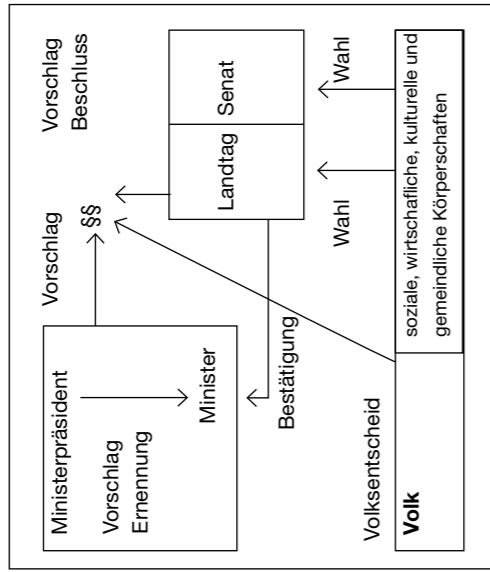 Ministerpräsident
Vorschlag
Ernennung
Minister
Vorschlag
§§
Vorschlag
Beschluss
Landtag
Senat
Bestätigung
Wahl
Wahl
Volksentscheid
Volk
soziale, wirtschafliche, kulturelle und
gemeindliche Körperschaften